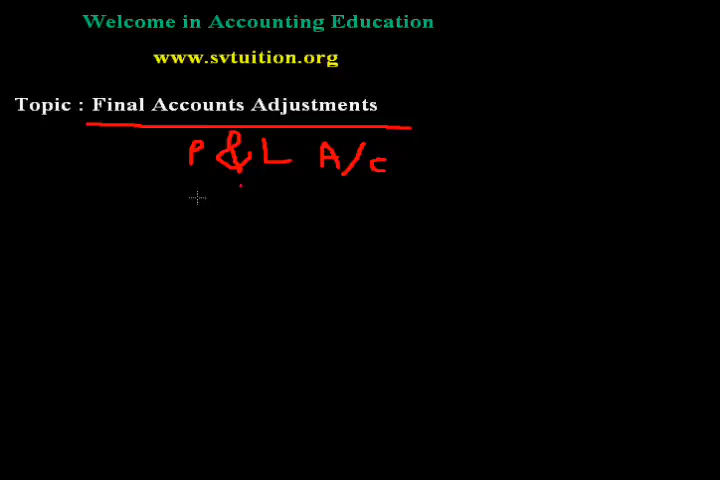 Welcome in Accounting Education
www.svtuition.org
Topic : Final Accounts Adjustments
P & L A/c